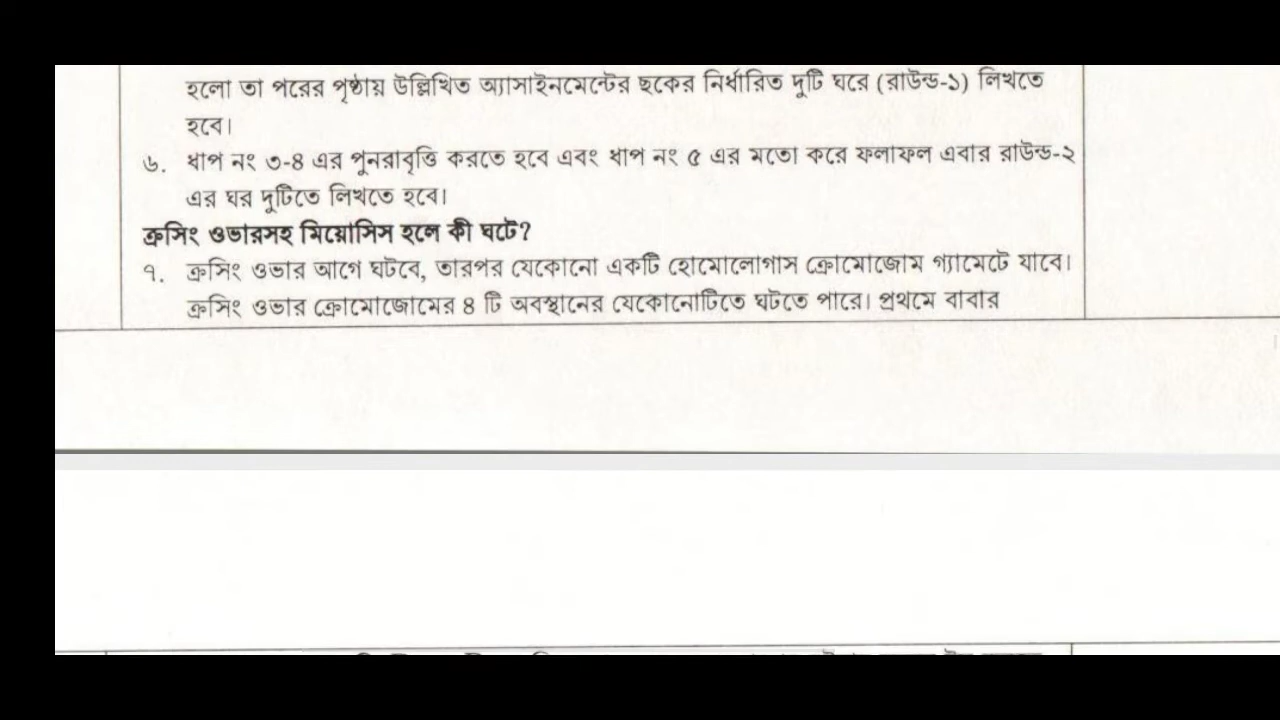 হলো তা পরের পৃষ্ঠায় উল্লিখিত অ্যাসাইনমেন্টের ছকের নির্ধারিত দুটি ঘরে (রাউন্ড-১) লিখতে
হবে।
৬. ধাপ নং ৩-৪ এর পুনরাবৃত্তি করতে হবে এবং ধাপ নং ৫ এর মতো করে ফলাফল এবার রাউন্ড-২
এর ঘর দুটিতে লিখতে হবে।
ক্রসিং ওভারসহ মিয়োসিস হলে কী ঘটে?
৭. ক্রসিং ওভার আগে ঘটবে, তারপর যেকোনো একটি হোমোলোগাস ক্রোমোজোম গ্যামেটে যাবে।
ক্রসিং ওভার ক্রোমোজোমের ৪ টি অবস্থানের যেকোনোটিতে ঘটতে পারে। প্রথমে বাবার